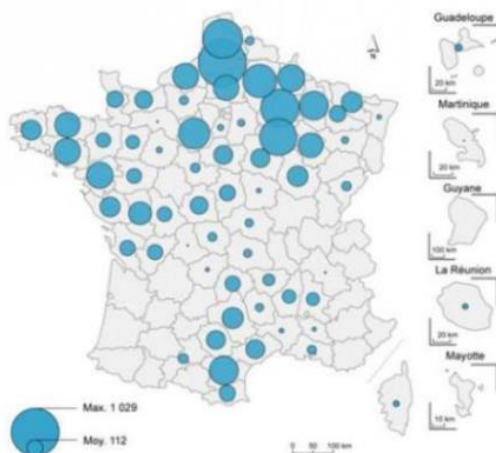 Guadeloupe
N
20 km
Martinique
20 km
Guyane
100 km
La Réunion
20 km
Mayotte
10 km
Max. 1 029
Moy. 112
0 50 100 km